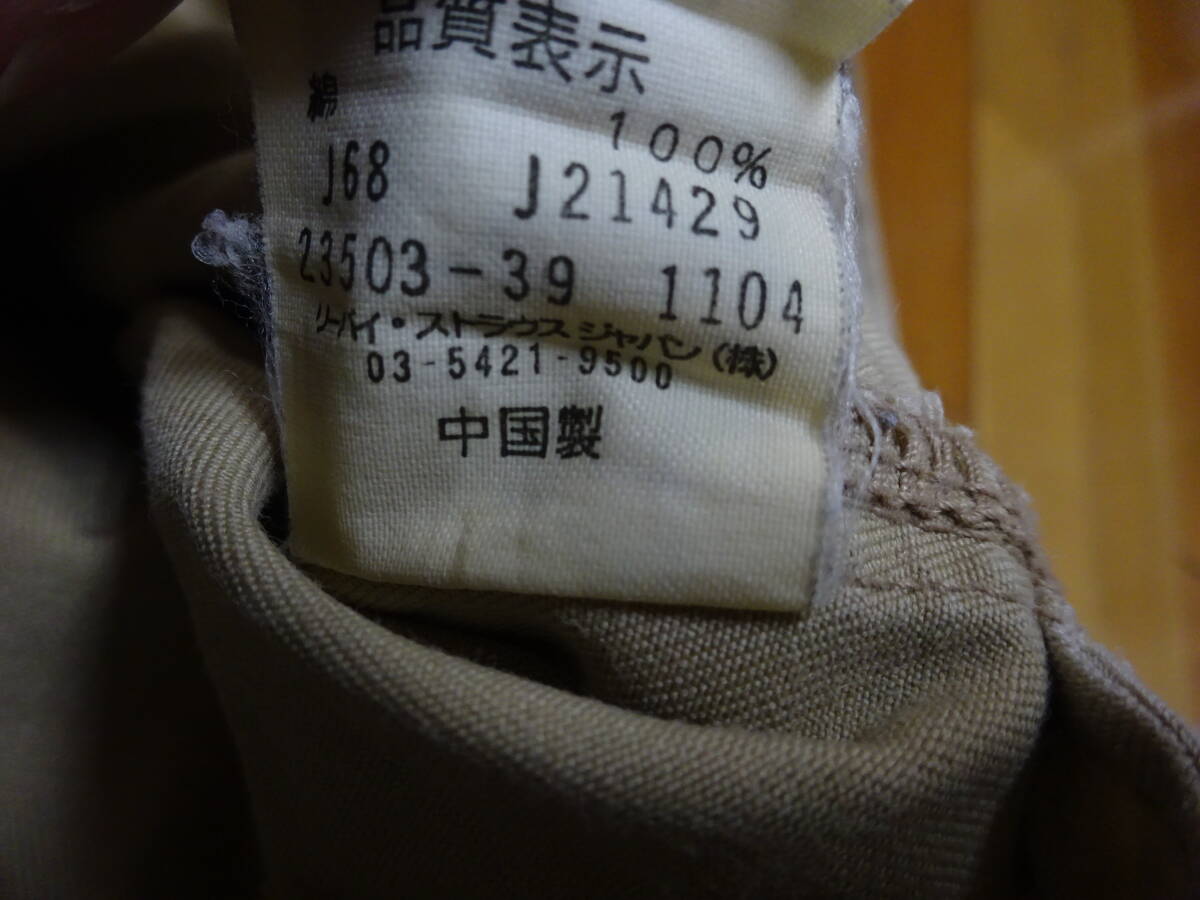 品質表示
綿 100%
J68 J21429
23503-39 1104
リーバイ・ストラウス ジャパン(株)
03-5421-9500
中国製